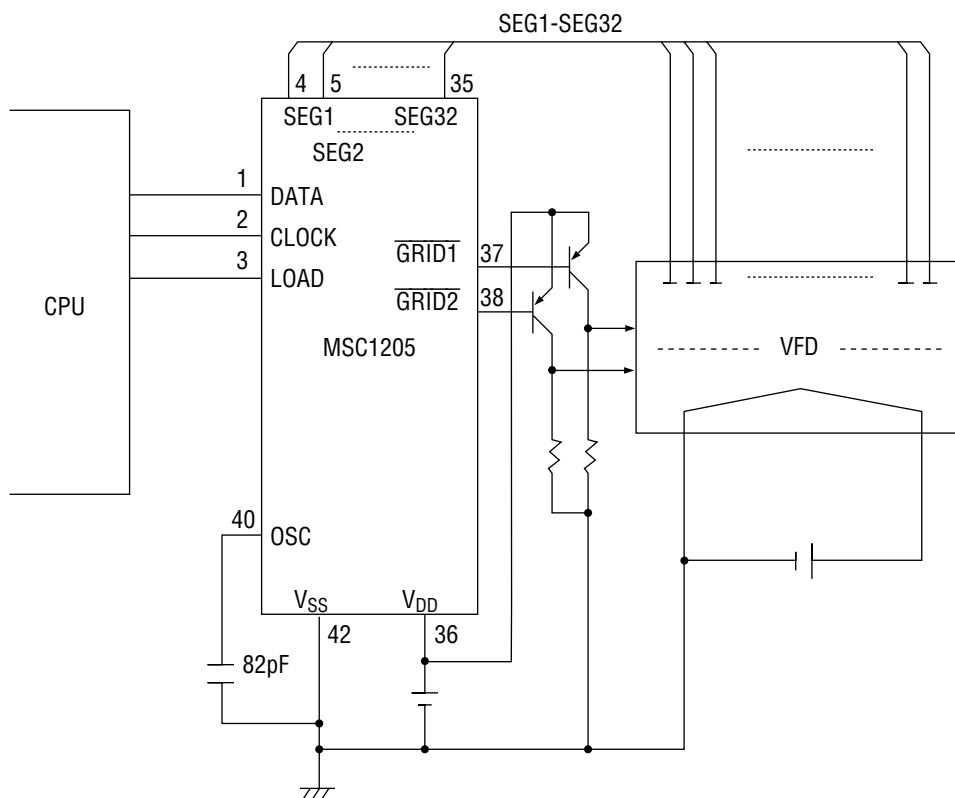 SEG1-SEG32
4 5 35
SEG1 SEG32
SEG2
1 DATA
2 CLOCK
3 LOAD
CPU
GRID1 37
GRID2 38
MSC1205
VFD
40 OSC
VSS VDD
42 36
82pF